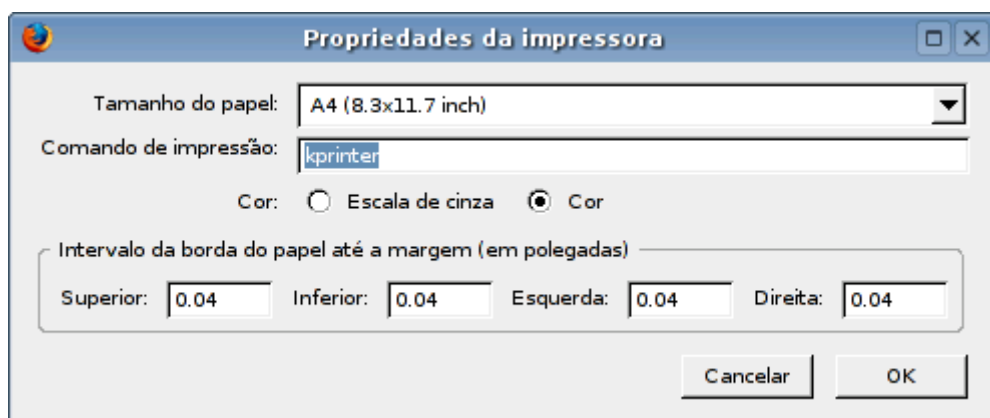 Propriedades da impressora
Tamanho do papel: A4 (8.3x11.7 inch)
Comando de impressão: kprinter
Cor: Escala de cinza Cor
Intervalo da borda do papel até a margem (em polegadas)
Superior: 0.04 Inferior: 0.04 Esquerda: 0.04 Direita: 0.04
Cancelar OK